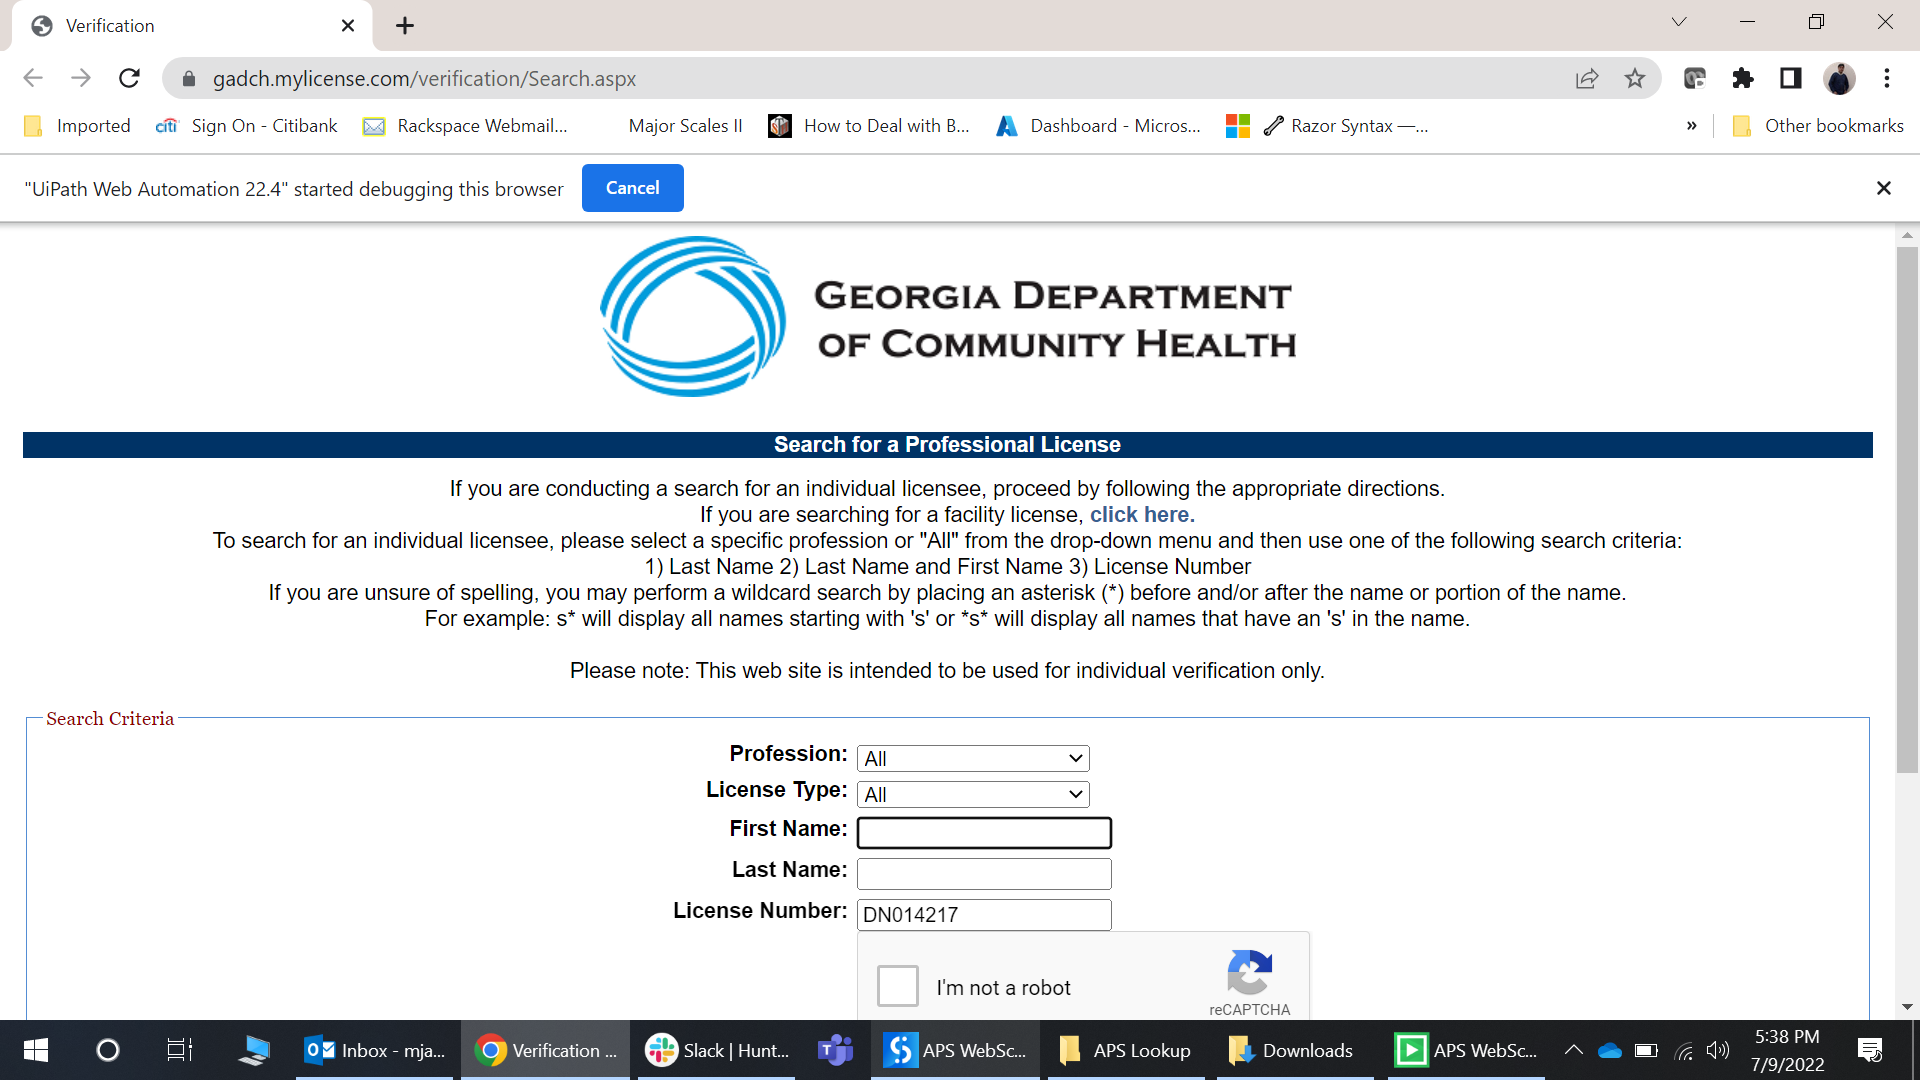 Verification
gadch.mylicense.com/verification/Search.aspx
Imported
citi Sign On - Citibank
Rackspace Webmail...
Major Scales II
How to Deal with B...
Dashboard - Micros...
Razor Syntax —...
»
Other bookmarks
"UiPath Web Automation 22.4" started debugging this browser
Cancel
GEORGIA DEPARTMENT
OF COMMUNITY HEALTH
Search for a Professional License
If you are conducting a search for an individual licensee, proceed by following the appropriate directions.
If you are searching for a facility license, click here.
To search for an individual licensee, please select a specific profession or "All" from the drop-down menu and then use one of the following search criteria:
1) Last Name 2) Last Name and First Name 3) License Number
If you are unsure of spelling, you may perform a wildcard search by placing an asterisk (*) before and/or after the name or portion of the name.
For example: s* will display all names starting with 's' or *s* will display all names that have an 's' in the name.
Please note: This web site is intended to be used for individual verification only.
Search Criteria
Profession: All
License Type: All
First Name:
Last Name:
License Number: DN014217
I'm not a robot
reCAPTCHA
Inbox - mja...
Verification ...
Slack | Hunt...
APS WebSc...
APS Lookup
Downloads
APS WebSc...
5:38 PM
7/9/2022